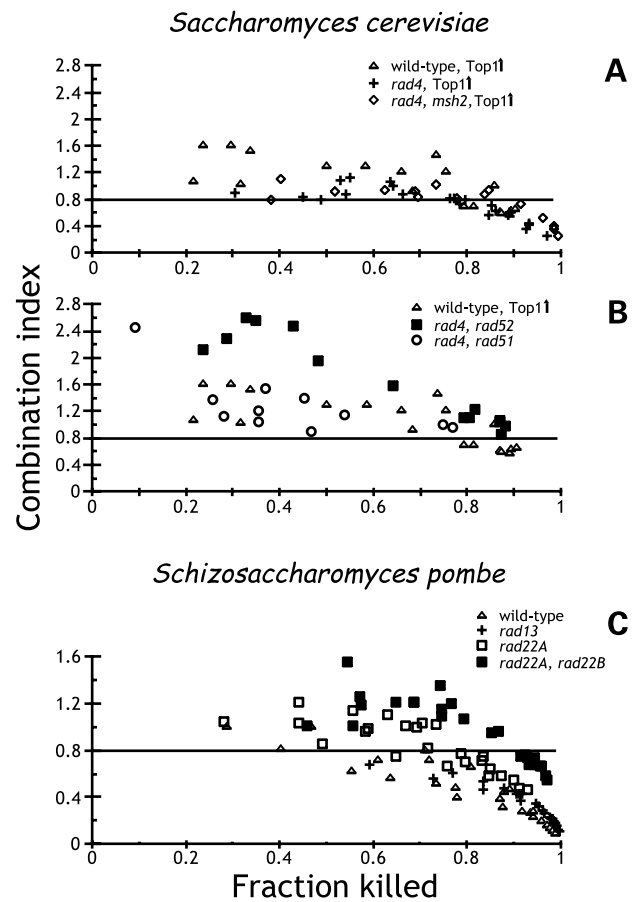 Saccharomyces cerevisiae
A
wild-type, Top1⬆
rad4, Top1⬆
rad4, msh2, Top1⬆
2.8
2.4
2.0
1.6
1.2
0.8
0.4
0
0
0.2
0.4
0.6
0.8
1
B
wild-type, Top1⬆
rad4, rad52
rad4, rad51
2.8
2.4
2.0
1.6
1.2
0.8
0.4
0
0
0.2
0.4
0.6
0.8
1
Combination index
Schizosaccharomyces pombe
C
wild-type
rad13
rad22A
rad22A, rad22B
1.6
1.2
0.8
0.4
0
0
0.2
0.4
0.6
0.8
1
Fraction killed